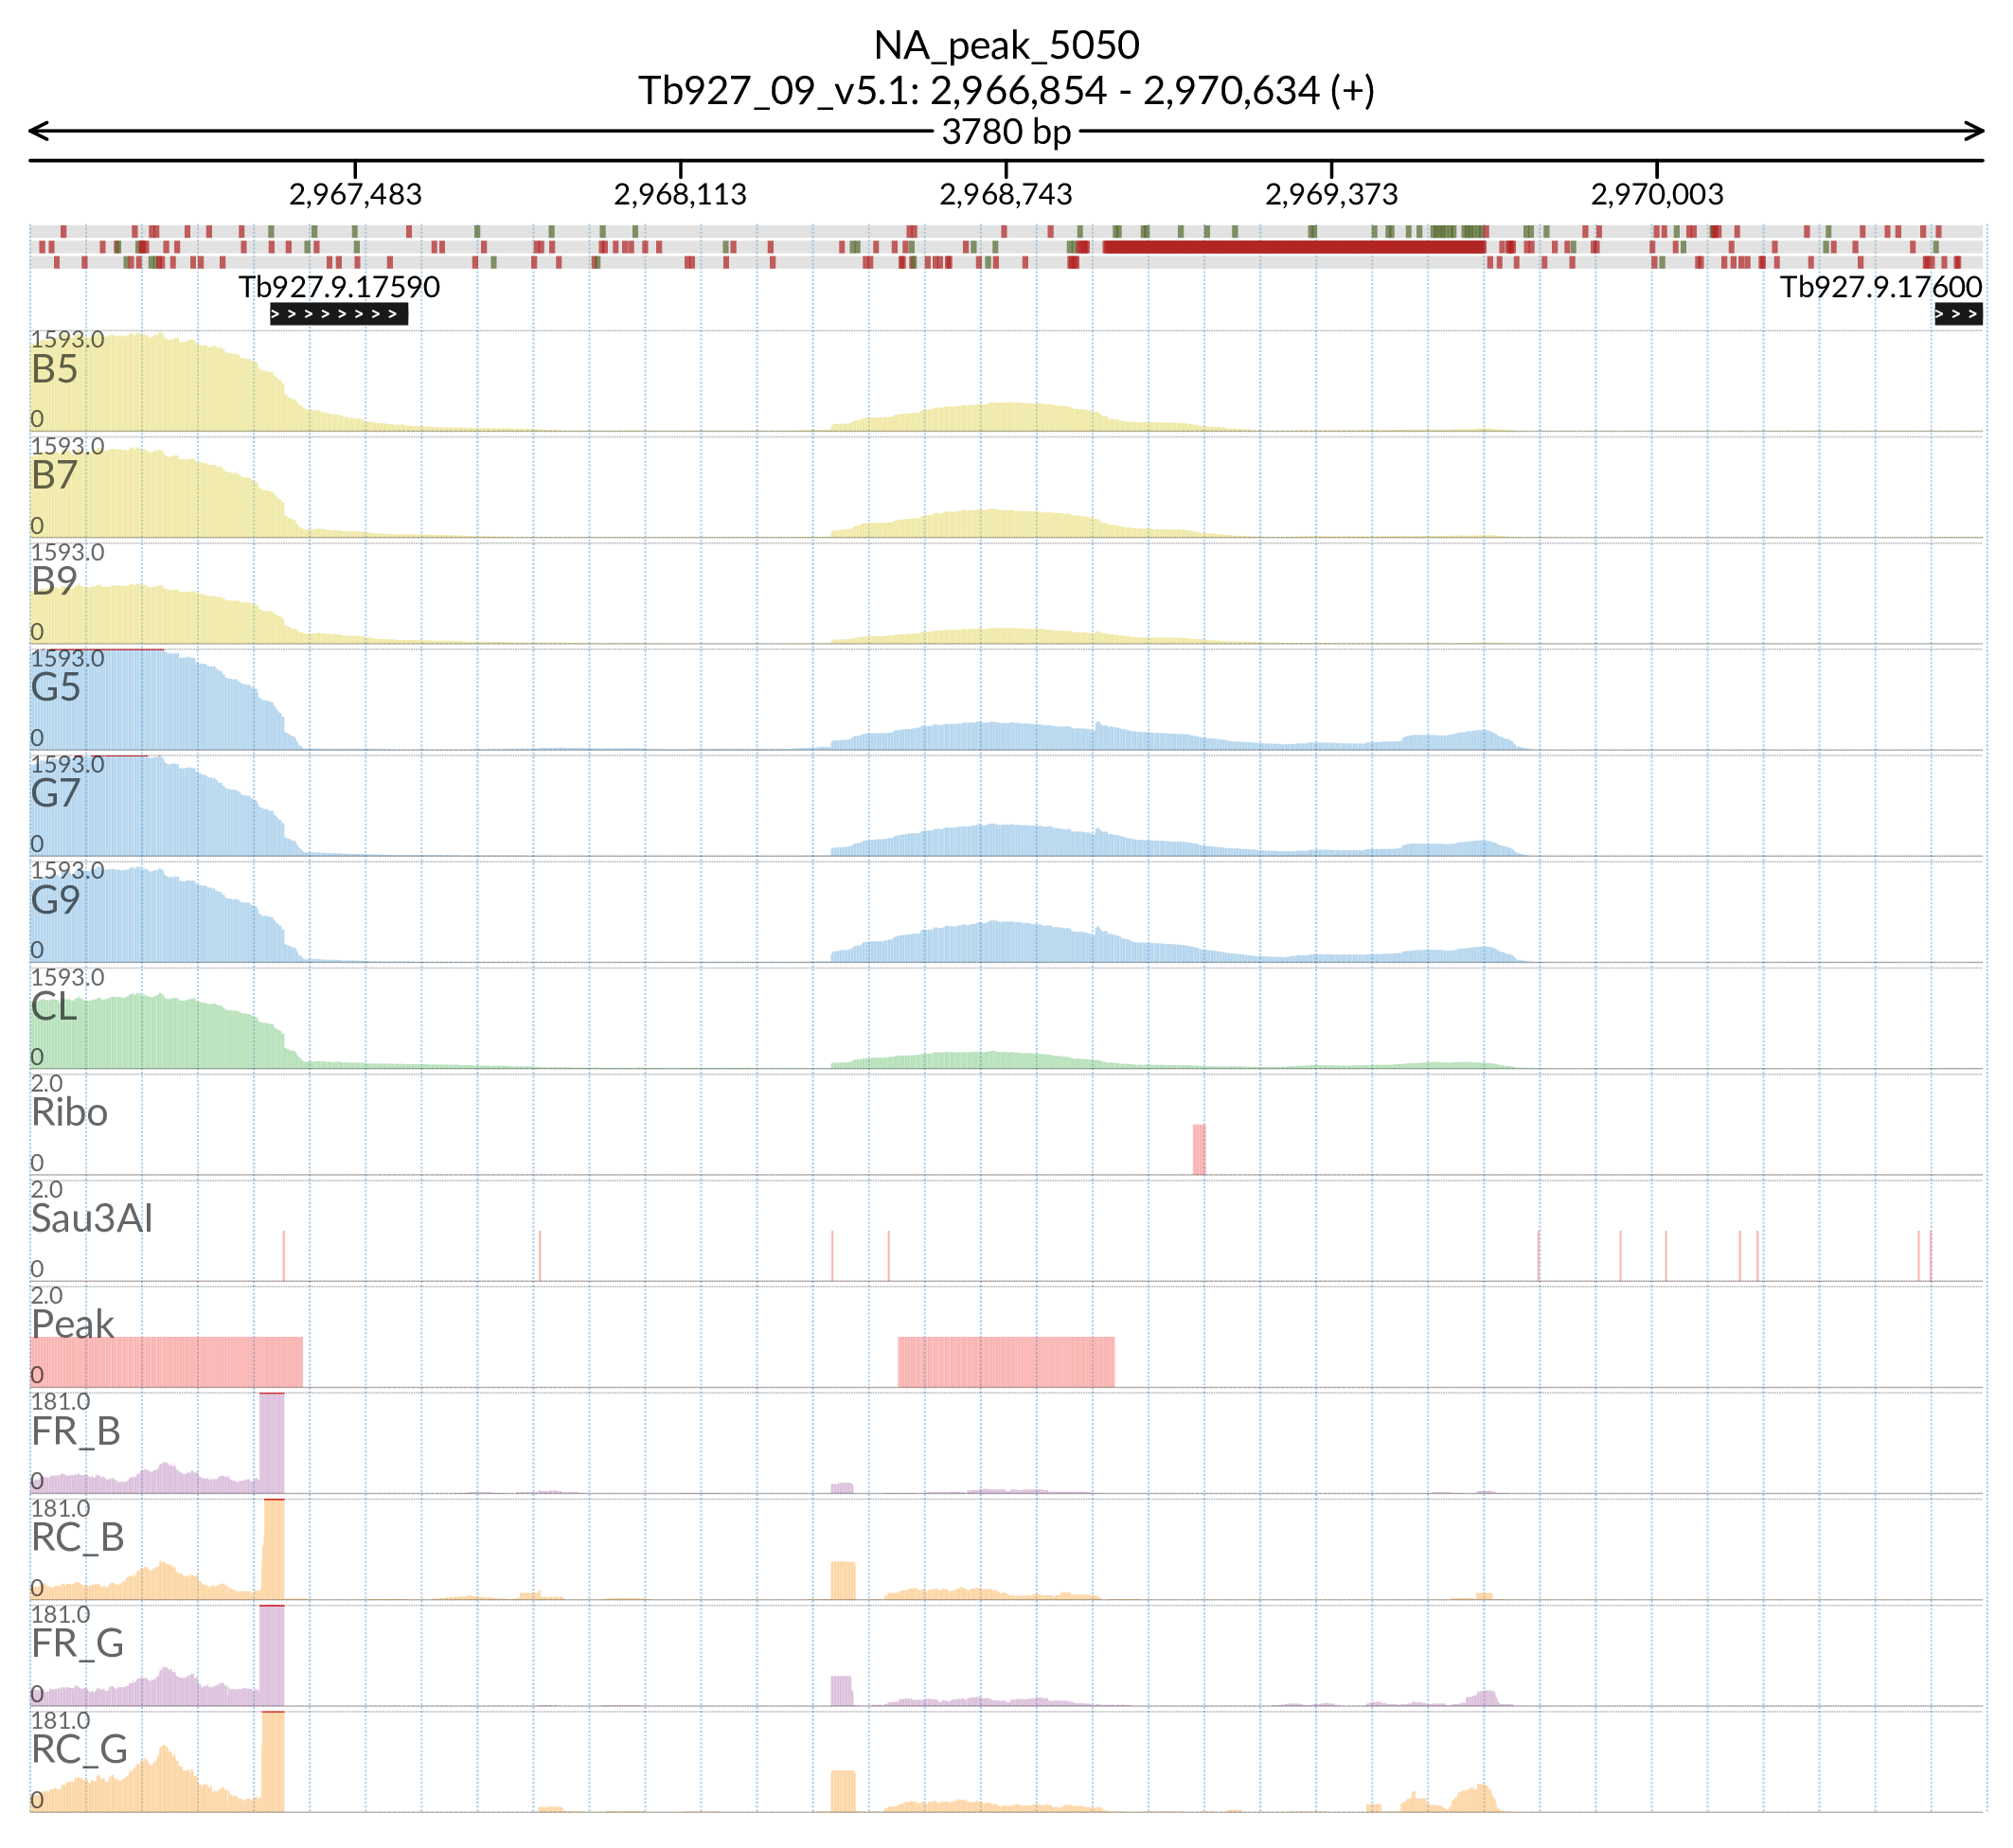 NA_peak_5050
Tb927_09_v5.1: 2,966,854 - 2,970,634 (+)
3780 bp
2,967,483 2,968,113 2,968,743 2,969,373 2,970,003
Tb927.9.17590 Tb927.9.17600
> > > > > > > > > > >
1593.0
B5
0
1593.0
B7
0
1593.0
B9
0
1593.0
G5
0
1593.0
G7
0
1593.0
G9
0
1593.0
CL
0
2.0
Ribo
0
2.0
Sau3AI
0
2.0
Peak
0
181.0
FR_B
0
181.0
RC_B
0
181.0
FR_G
0
181.0
RC_G
0